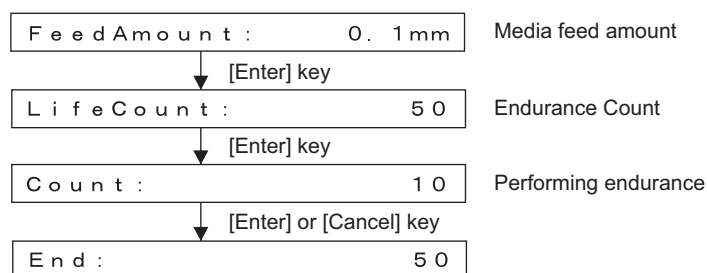 FeedAmount: 0. 1mm Media feed amount
[Enter] key
LifeCount: 50 Endurance Count
[Enter] key
Count: 10 Performing endurance
[Enter] or [Cancel] key
End: 50